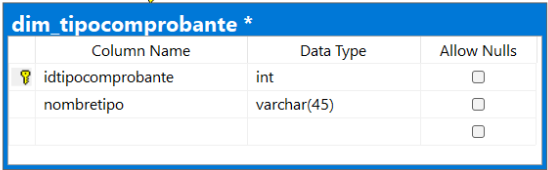 dim_tipocomprobante *
Column Name Data Type Allow Nulls
idtipocomprobante int
nombretipo varchar(45)